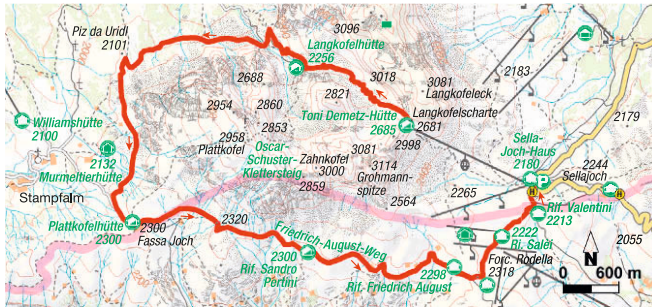 Piz da Uridl
2101
3096
Langkofelhütte
2256
2688
3018
2183
3081
Langkofeleck
2954
2860
2821
Toni Demetz-Hütte
2685
2681
Langkofelscharte
2179
Williamshütte
2100
2853
2958
Plattkofel
2998
Sella-
Joch-Haus
2180
2132
Murmeltierhütte
Oscar-
Schuster-
Klettersteig
Zahnkofel
3000
3081
3114
Grohmann-
spitze
2244
Sellajoch
P
H
H
Stampfalm
2859
2564
2265
Rif. Valentini
2213
Plattkofelhütte
2300
2300
Fassa Joch
2320
Friedrich-August-Weg
2222
Ri. Salei
2055
2300
Rif. Sandro
Pertini
2298
Rif. Friedrich August
Forc. Rodella
2318
N
0 600 m